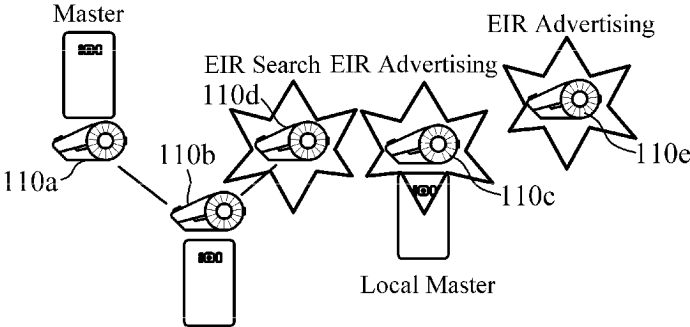 Master
EIR Search
EIR Advertising
EIR Advertising
110d
110b
110a
110e
110c
Local Master